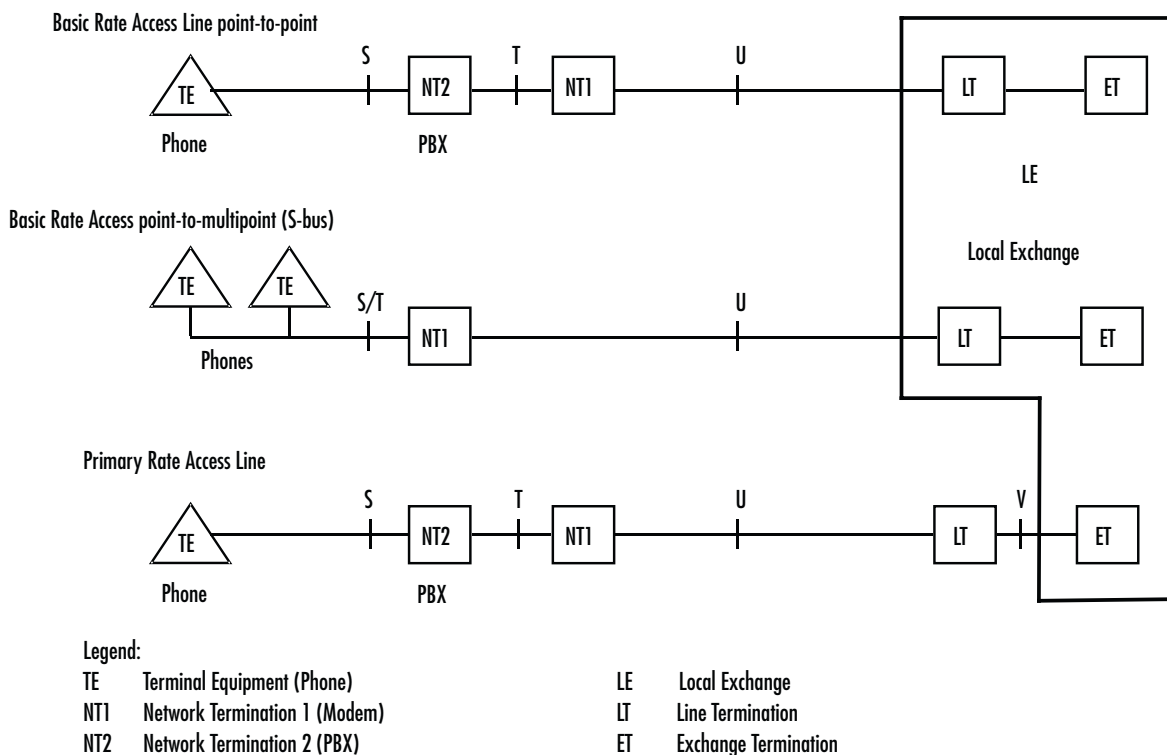 Basic Rate Access Line point-to-point
S T U
TE NT2 NT1 LT ET
Phone PBX
LE
Basic Rate Access point-to-multipoint (S-bus)
Local Exchange
TE TE S/T U
NT1 LT ET
Phones
Primary Rate Access Line
S T U V
TE NT2 NT1 LT ET
Phone PBX
Legend:
TE Terminal Equipment (Phone) LE Local Exchange
NT1 Network Termination 1 (Modem) LT Line Termination
NT2 Network Termination 2 (PBX) ET Exchange Termination